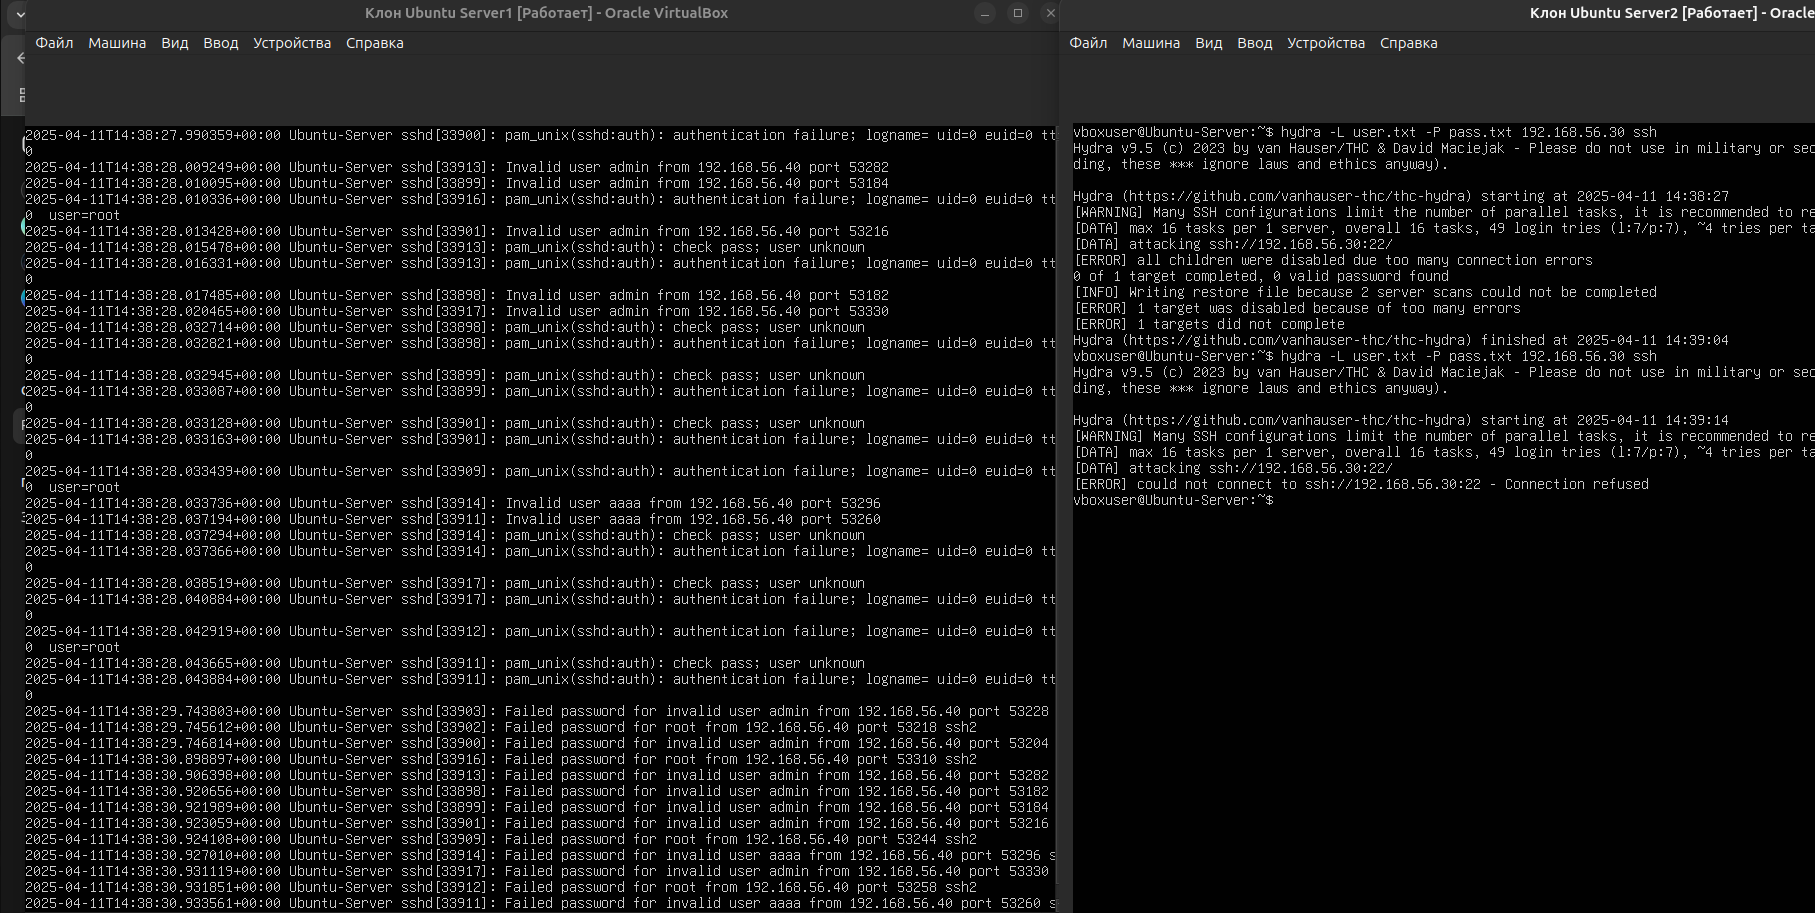 Клон Ubuntu Server1 [Работает] - Oracle VirtualBox
Файл Машина Вид Ввод Устройства Справка
2025-04-11T14:38:27.990359+00:00 Ubuntu-Server sshd[33900]: pam_unix(sshd:auth): authentication failure; logname= uid=0 euid=0 tt
0
2025-04-11T14:38:28.009249+00:00 Ubuntu-Server sshd[33913]: Invalid user admin from 192.168.56.40 port 53282
2025-04-11T14:38:28.010095+00:00 Ubuntu-Server sshd[33899]: Invalid user admin from 192.168.56.40 port 53184
2025-04-11T14:38:28.010336+00:00 Ubuntu-Server sshd[33916]: pam_unix(sshd:auth): authentication failure; logname= uid=0 euid=0 tt
0  user=root
2025-04-11T14:38:28.013428+00:00 Ubuntu-Server sshd[33901]: Invalid user admin from 192.168.56.40 port 53216
2025-04-11T14:38:28.015478+00:00 Ubuntu-Server sshd[33913]: pam_unix(sshd:auth): check pass; user unknown
2025-04-11T14:38:28.016331+00:00 Ubuntu-Server sshd[33913]: pam_unix(sshd:auth): authentication failure; logname= uid=0 euid=0 tt
0
2025-04-11T14:38:28.017485+00:00 Ubuntu-Server sshd[33898]: Invalid user admin from 192.168.56.40 port 53182
2025-04-11T14:38:28.020465+00:00 Ubuntu-Server sshd[33917]: Invalid user admin from 192.168.56.40 port 53330
2025-04-11T14:38:28.032714+00:00 Ubuntu-Server sshd[33898]: pam_unix(sshd:auth): check pass; user unknown
2025-04-11T14:38:28.032821+00:00 Ubuntu-Server sshd[33898]: pam_unix(sshd:auth): authentication failure; logname= uid=0 euid=0 tt
0
2025-04-11T14:38:28.032945+00:00 Ubuntu-Server sshd[33899]: pam_unix(sshd:auth): check pass; user unknown
2025-04-11T14:38:28.033087+00:00 Ubuntu-Server sshd[33899]: pam_unix(sshd:auth): authentication failure; logname= uid=0 euid=0 tt
0
2025-04-11T14:38:28.033128+00:00 Ubuntu-Server sshd[33901]: pam_unix(sshd:auth): check pass; user unknown
2025-04-11T14:38:28.033163+00:00 Ubuntu-Server sshd[33901]: pam_unix(sshd:auth): authentication failure; logname= uid=0 euid=0 tt
0
2025-04-11T14:38:28.033439+00:00 Ubuntu-Server sshd[33909]: pam_unix(sshd:auth): authentication failure; logname= uid=0 euid=0 tt
0  user=root
2025-04-11T14:38:28.033736+00:00 Ubuntu-Server sshd[33914]: Invalid user aaaa from 192.168.56.40 port 53296
2025-04-11T14:38:28.037194+00:00 Ubuntu-Server sshd[33911]: Invalid user aaaa from 192.168.56.40 port 53260
2025-04-11T14:38:28.037294+00:00 Ubuntu-Server sshd[33914]: pam_unix(sshd:auth): check pass; user unknown
2025-04-11T14:38:28.037366+00:00 Ubuntu-Server sshd[33914]: pam_unix(sshd:auth): authentication failure; logname= uid=0 euid=0 tt
0
2025-04-11T14:38:28.038519+00:00 Ubuntu-Server sshd[33917]: pam_unix(sshd:auth): check pass; user unknown
2025-04-11T14:38:28.040884+00:00 Ubuntu-Server sshd[33917]: pam_unix(sshd:auth): authentication failure; logname= uid=0 euid=0 tt
0
2025-04-11T14:38:28.042919+00:00 Ubuntu-Server sshd[33912]: pam_unix(sshd:auth): authentication failure; logname= uid=0 euid=0 tt
0  user=root
2025-04-11T14:38:28.043665+00:00 Ubuntu-Server sshd[33911]: pam_unix(sshd:auth): check pass; user unknown
2025-04-11T14:38:28.043884+00:00 Ubuntu-Server sshd[33911]: pam_unix(sshd:auth): authentication failure; logname= uid=0 euid=0 tt
0
2025-04-11T14:38:29.743803+00:00 Ubuntu-Server sshd[33903]: Failed password for invalid user admin from 192.168.56.40 port 53228
2025-04-11T14:38:29.745612+00:00 Ubuntu-Server sshd[33902]: Failed password for root from 192.168.56.40 port 53218 ssh2
2025-04-11T14:38:29.746814+00:00 Ubuntu-Server sshd[33900]: Failed password for invalid user admin from 192.168.56.40 port 53204
2025-04-11T14:38:30.898897+00:00 Ubuntu-Server sshd[33916]: Failed password for root from 192.168.56.40 port 53310 ssh2
2025-04-11T14:38:30.906398+00:00 Ubuntu-Server sshd[33913]: Failed password for invalid user admin from 192.168.56.40 port 53282
2025-04-11T14:38:30.920656+00:00 Ubuntu-Server sshd[33898]: Failed password for invalid user admin from 192.168.56.40 port 53182
2025-04-11T14:38:30.921989+00:00 Ubuntu-Server sshd[33899]: Failed password for invalid user admin from 192.168.56.40 port 53184
2025-04-11T14:38:30.923059+00:00 Ubuntu-Server sshd[33901]: Failed password for invalid user admin from 192.168.56.40 port 53216
2025-04-11T14:38:30.924108+00:00 Ubuntu-Server sshd[33909]: Failed password for root from 192.168.56.40 port 53244 ssh2
2025-04-11T14:38:30.927010+00:00 Ubuntu-Server sshd[33914]: Failed password for invalid user aaaa from 192.168.56.40 port 53296 s
2025-04-11T14:38:30.931119+00:00 Ubuntu-Server sshd[33917]: Failed password for invalid user admin from 192.168.56.40 port 53330
2025-04-11T14:38:30.931851+00:00 Ubuntu-Server sshd[33912]: Failed password for root from 192.168.56.40 port 53258 ssh2
2025-04-11T14:38:30.933561+00:00 Ubuntu-Server sshd[33911]: Failed password for invalid user aaaa from 192.168.56.40 port 53260 s
Клон Ubuntu Server2 [Работает] - Oracle
Файл Машина Вид Ввод Устройства Справка
vboxuser@Ubuntu-Server:~$ hydra -L user.txt -P pass.txt 192.168.56.30 ssh
Hydra v9.5 (c) 2023 by van Hauser/THC & David Maciejak - Please do not use in military or sec
ding, these *** ignore laws and ethics anyway).
Hydra (https://github.com/vanhauser-thc/thc-hydra) starting at 2025-04-11 14:38:27
[WARNING] Many SSH configurations limit the number of parallel tasks, it is recommended to re
[DATA] max 16 tasks per 1 server, overall 16 tasks, 49 login tries (l:7/p:7), ~4 tries per ta
[DATA] attacking ssh://192.168.56.30:22/
[ERROR] all children were disabled due too many connection errors
0 of 1 target completed, 0 valid password found
[INFO] Writing restore file because 2 server scans could not be completed
[ERROR] 1 target was disabled because of too many errors
[ERROR] 1 targets did not complete
Hydra (https://github.com/vanhauser-thc/thc-hydra) finished at 2025-04-11 14:39:04
vboxuser@Ubuntu-Server:~$ hydra -L user.txt -P pass.txt 192.168.56.30 ssh
Hydra v9.5 (c) 2023 by van Hauser/THC & David Maciejak - Please do not use in military or sec
ding, these *** ignore laws and ethics anyway).
Hydra (https://github.com/vanhauser-thc/thc-hydra) starting at 2025-04-11 14:39:14
[WARNING] Many SSH configurations limit the number of parallel tasks, it is recommended to re
[DATA] max 16 tasks per 1 server, overall 16 tasks, 49 login tries (l:7/p:7), ~4 tries per ta
[DATA] attacking ssh://192.168.56.30:22/
[ERROR] could not connect to ssh://192.168.56.30:22 - Connection refused
vboxuser@Ubuntu-Server:~$